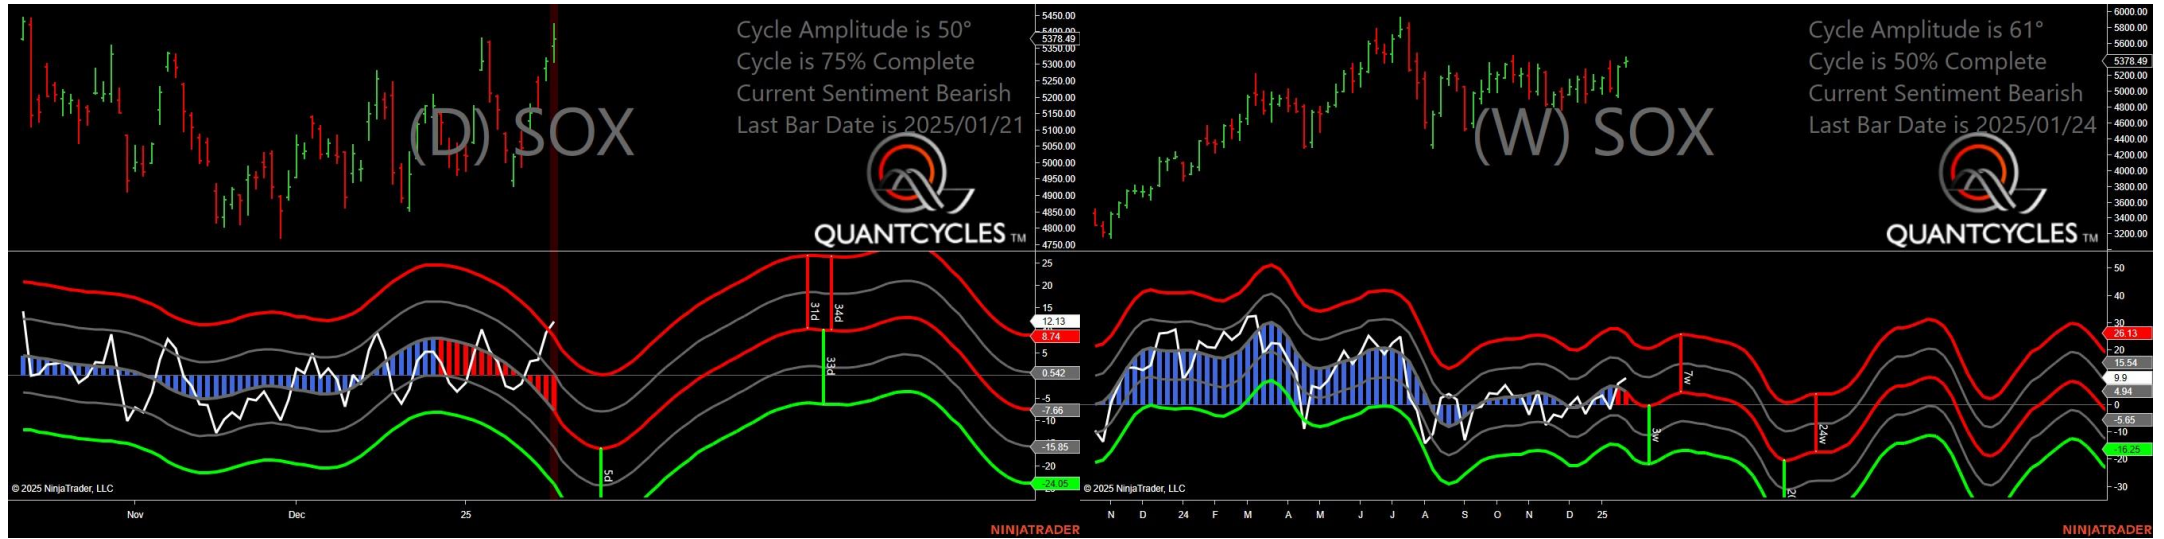 Cycle Amplitude is 50°
Cycle is 75% Complete
Current Sentiment Bearish
Last Bar Date is 2025/01/21
(D) SOX
QUANTCYCLES TM
5450.00
5400.00
5378.49
5350.00
5300.00
5250.00
5200.00
5150.00
5100.00
5050.00
5000.00
4950.00
4900.00
4850.00
4800.00
4750.00
25
20
15
12.13
8.74
5
0.542
-5
-7.66
-10
-15.85
-20
-24.05
31d
34d
33d
5d
© 2025 NinjaTrader, LLC
Nov
Dec
25
NINJATRADER
Cycle Amplitude is 61°
Cycle is 50% Complete
Current Sentiment Bearish
Last Bar Date is 2025/01/24
(W) SOX
QUANTCYCLES TM
6000.00
5800.00
5600.00
5378.49
5200.00
5000.00
4800.00
4600.00
4400.00
4200.00
4000.00
3800.00
3600.00
3400.00
3200.00
50
40
30
26.13
20
15.54
9.9
4.94
0
-5.65
-10
-16.25
-20
-30
7w
3w
24w
© 2025 NinjaTrader, LLC
N D 24 F M A M J J A S O N D 25
NINJATRADER